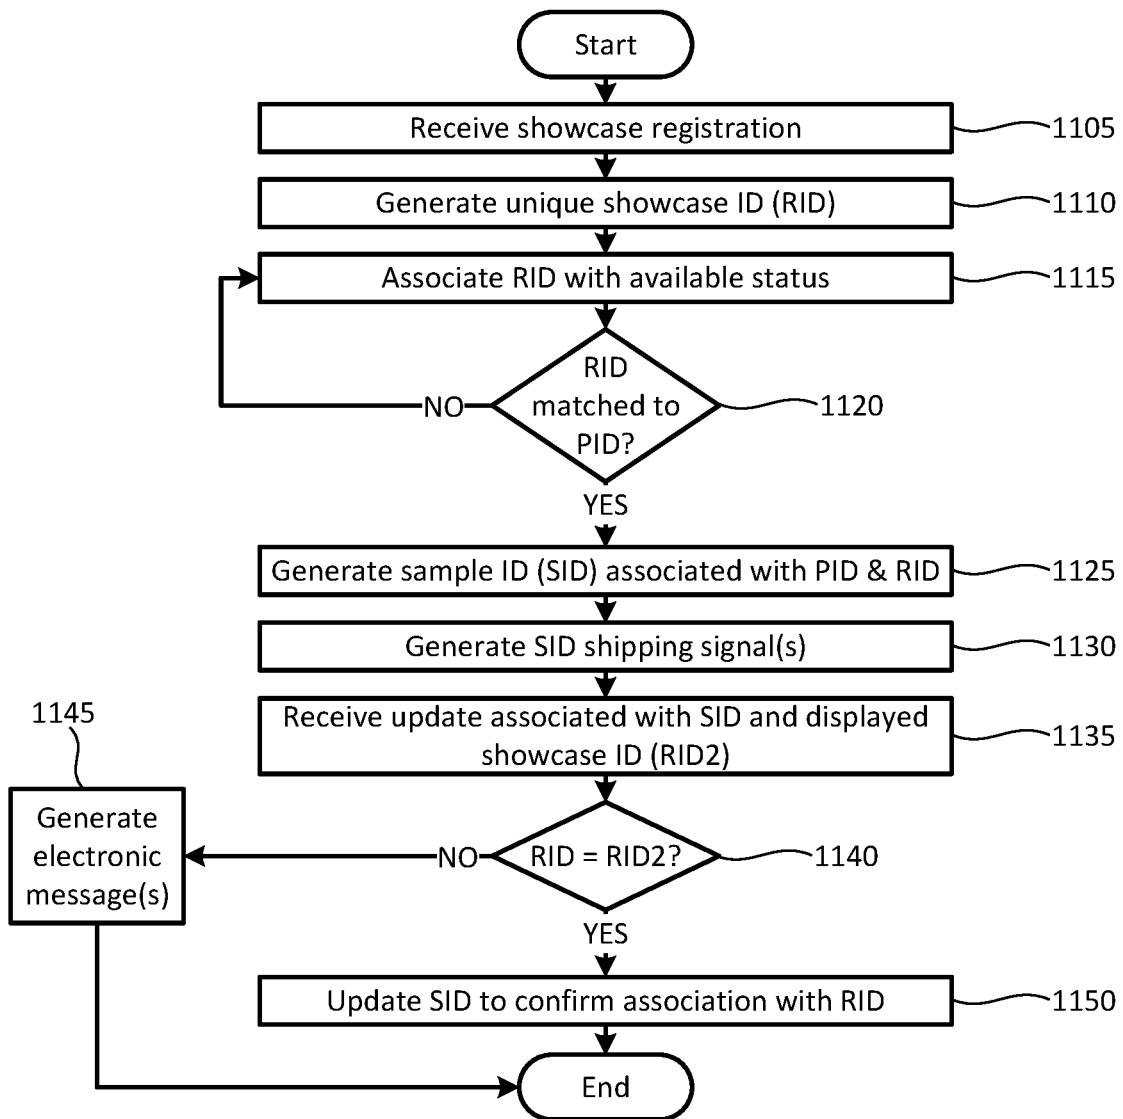 Start
Receive showcase registration
1105
Generate unique showcase ID (RID)
1110
Associate RID with available status
1115
RID
matched to
PID?
1120
NO
YES
Generate sample ID (SID) associated with PID & RID
1125
Generate SID shipping signal(s)
1130
Receive update associated with SID and displayed
showcase ID (RID2)
1135
1145
Generate
electronic
message(s)
NO
RID = RID2?
1140
YES
Update SID to confirm association with RID
1150
End